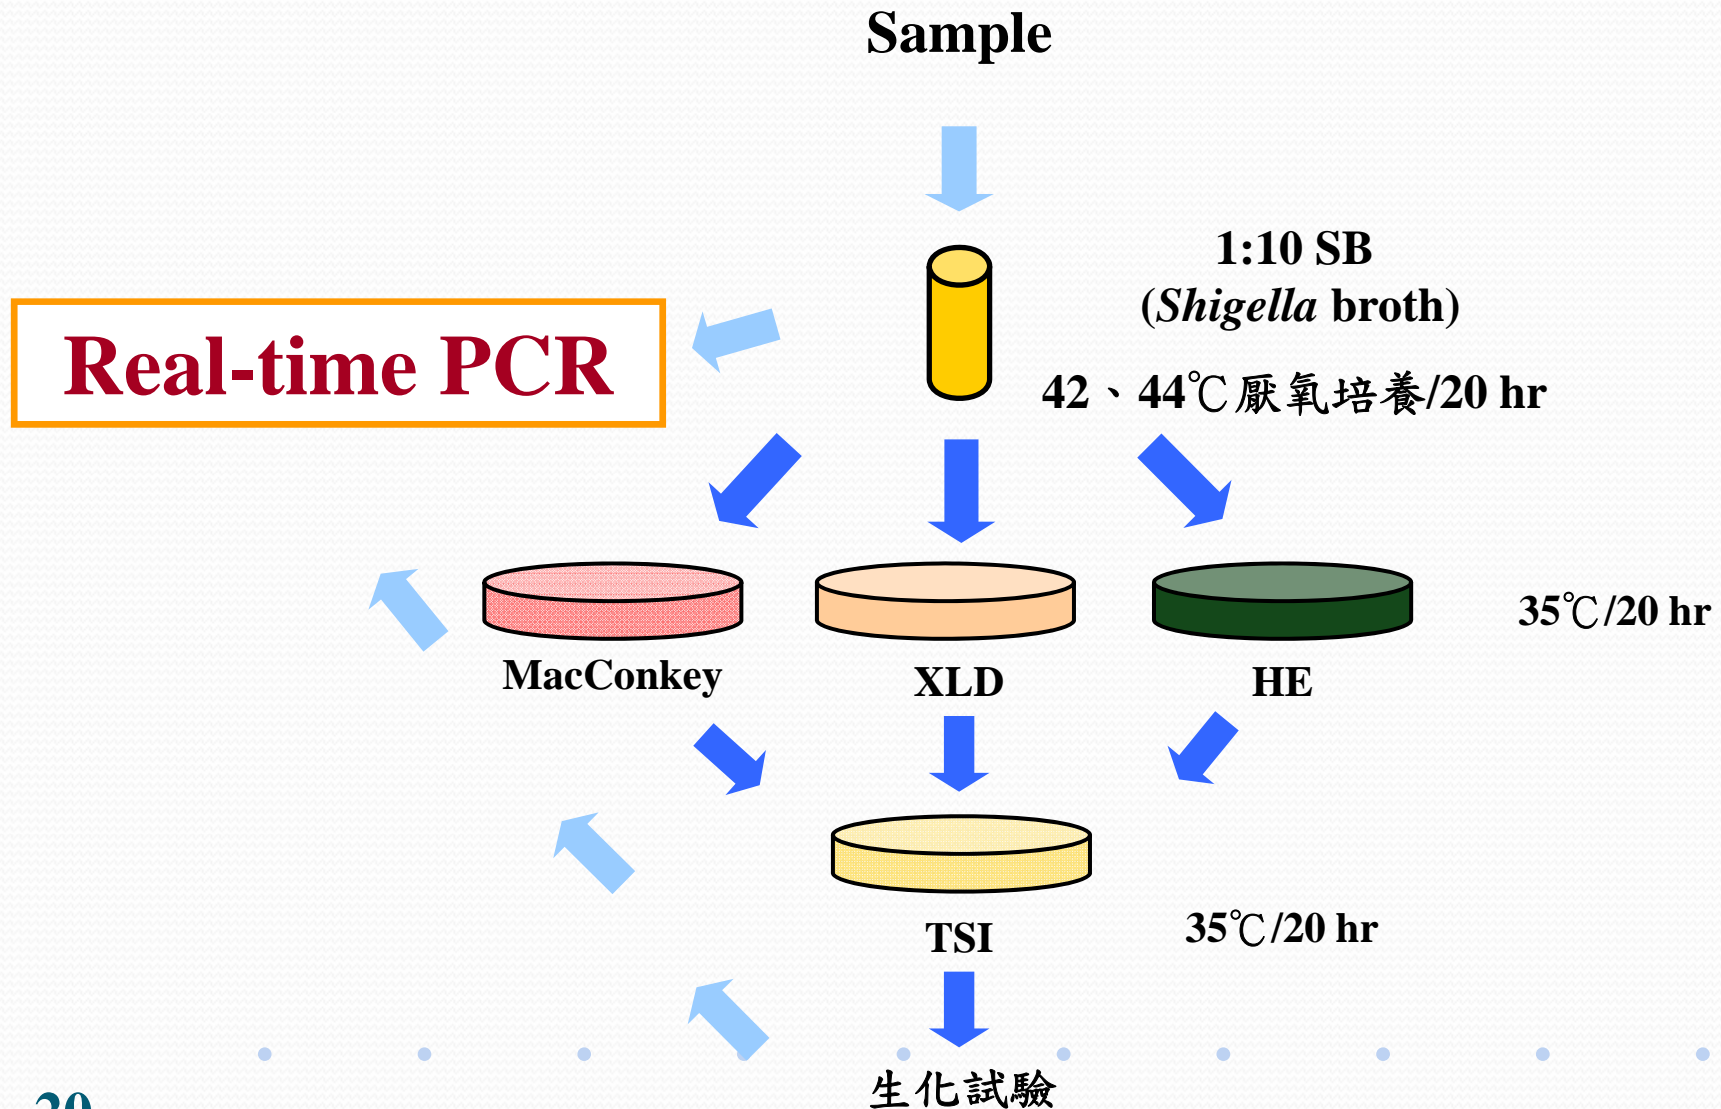 Sample
1:10 SB
(Shigella broth)
Real-time PCR
42、44℃厭氧培養/20 hr
35℃/20 hr
MacConkey
XLD
HE
TSI
35℃/20 hr
生化試驗
20